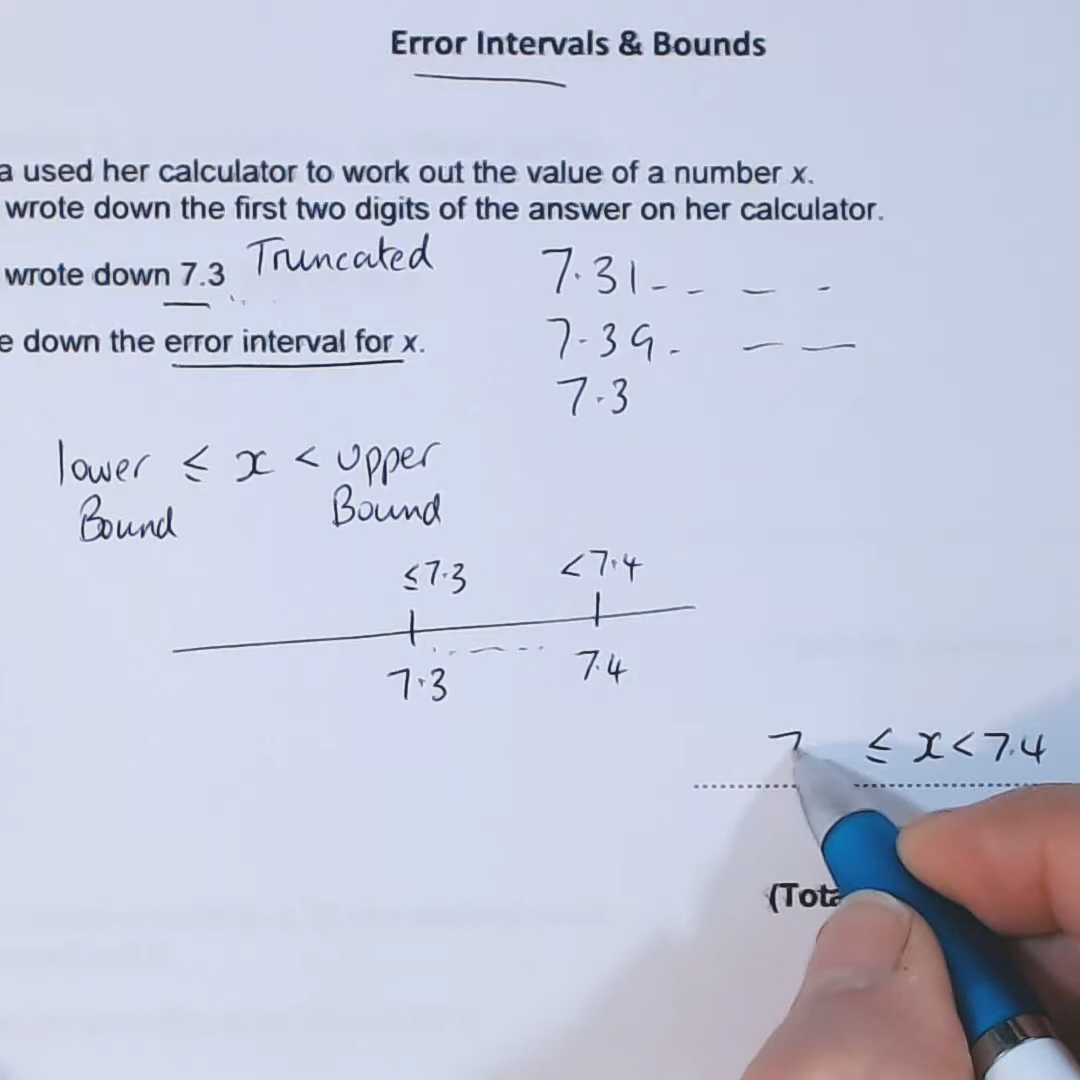 Error Intervals & Bounds
a used her calculator to work out the value of a number x.
wrote down the first two digits of the answer on her calculator.
wrote down 7.3 Truncated
7.31
e down the error interval for x.
7.39
7.3
lower ≤ x < upper
Bound Bound
≤7.3 <7.4
7.3 7.4
7 ≤ x < 7.4
(Tota